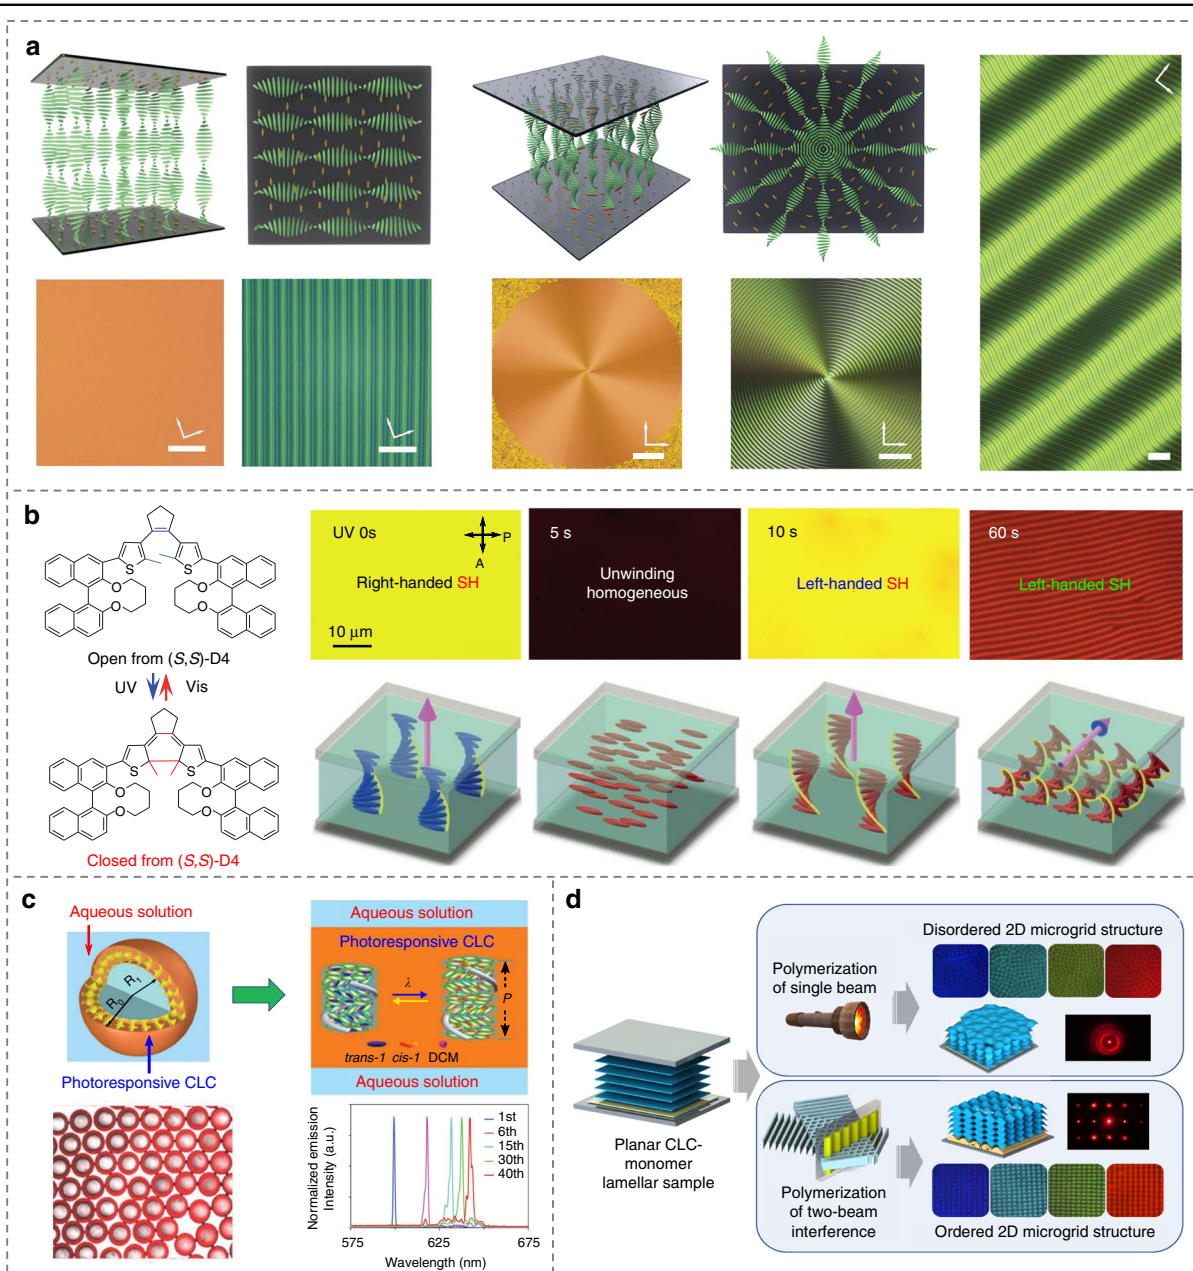 a
b
UV 0s
P
A
Right-handed SH
10 μm
5 s
Unwinding
homogeneous
10 s
Left-handed SH
60 s
Left-handed SH
S
S
O
O
O
O
Open from (S,S)-D4
UV
Vis
S
S
O
O
O
O
Closed from (S,S)-D4
c
Aqueous solution
R1
R0
Photoresponsive CLC
Aqueous solution
Photoresponsive CLC
λ
P
trans-1 cis-1 DCM
Aqueous solution
Normalized emission
Intensity (a.u.)
1st
6th
15th
30th
40th
575
625
675
Wavelength (nm)
d
Planar CLC-
monomer
lamellar sample
Polymerization
of single beam
Disordered 2D microgrid structure
Polymerization
of two-beam
interference
Ordered 2D microgrid structure